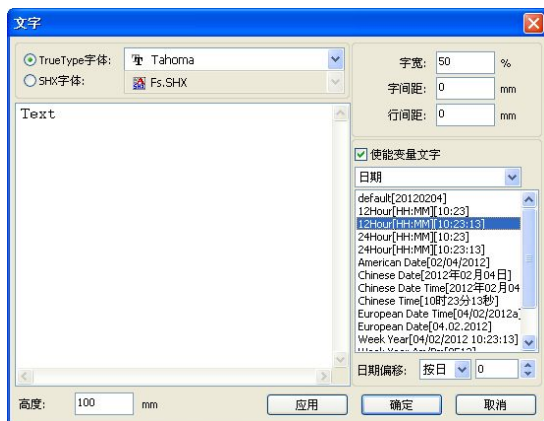 文字
TrueType字体: Tahoma
SHX字体: Fs.SHX
Text
字宽: 50 %
字间距: 0 mm
行间距: 0 mm
使能变量文字
日期
default[20120204]
12Hour[HH:MM][10:23]
12Hour[HH:MM][10:23:13]
24Hour[HH:MM][10:23]
24Hour[HH:MM][10:23:13]
American Date[02/04/2012]
Chinese Date[2012年02月04日]
Chinese Date Time[2012年02月04
Chinese Time[10时23分13秒]
European Date Time[04/02/2012a]
European Date[04.02.2012]
Week Year[04/02/2012 10:23:13]
日期偏移: 按日 0
高度: 100 mm 应用 确定 取消